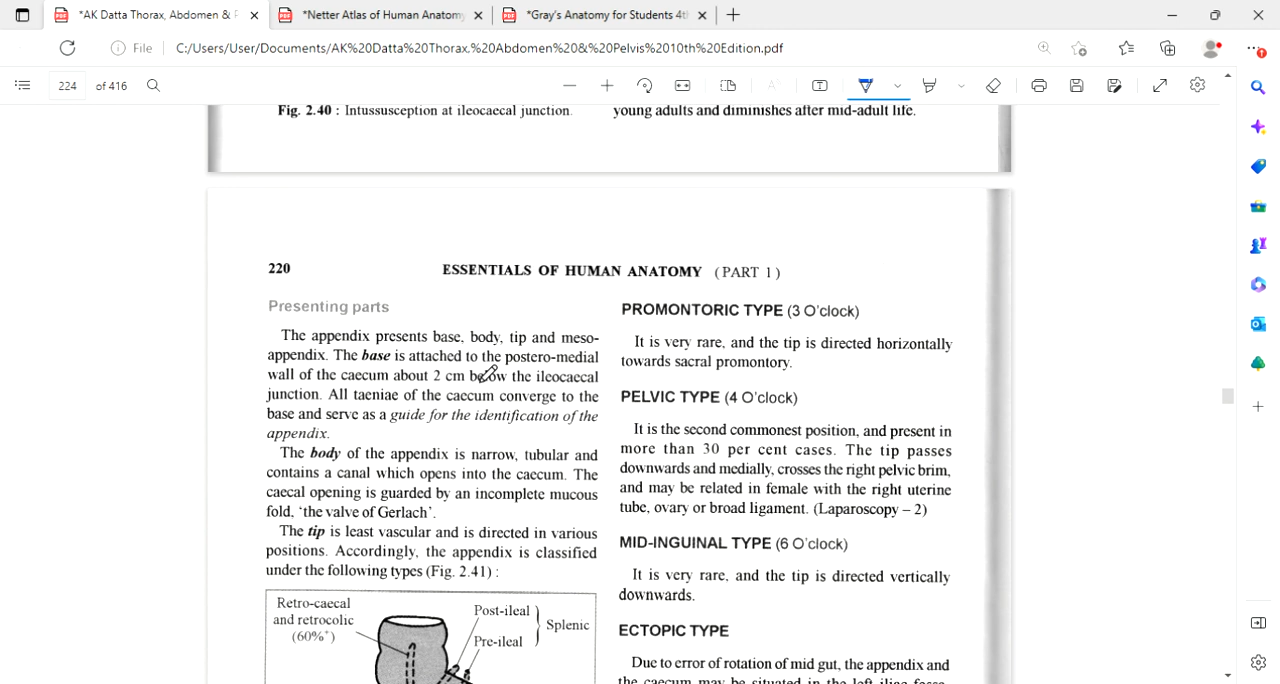 *AK Datta Thorax, Abdomen & P
*Netter Atlas of Human Anatomy
*Gray's Anatomy for Students 4th
File
C:/Users/User/Documents/AK%20Datta%20Thorax.%20Abdomen%20&%20Pelvis%2010th%20Edition.pdf
224 of 416
Fig. 2.40 : Intussusception at ileocaecal junction.
young adults and diminishes after mid-adult life.
220
ESSENTIALS OF HUMAN ANATOMY (PART 1)
Presenting parts
The appendix presents base, body, tip and meso-
appendix. The base is attached to the postero-medial
wall of the caecum about 2 cm below the ileocaecal
junction. All taeniae of the caecum converge to the
base and serve as a guide for the identification of the
appendix.
The body of the appendix is narrow, tubular and
contains a canal which opens into the caecum. The
caecal opening is guarded by an incomplete mucous
fold, ‘the valve of Gerlach’.
The tip is least vascular and is directed in various
positions. Accordingly, the appendix is classified
under the following types (Fig. 2.41) :
Retro-caecal
and retrocolic
(60%*)
Post-ileal
Pre-ileal
Splenic
PROMONTORIC TYPE (3 O'clock)
It is very rare, and the tip is directed horizontally
towards sacral promontory.
PELVIC TYPE (4 O'clock)
It is the second commonest position, and present in
more than 30 per cent cases. The tip passes
downwards and medially, crosses the right pelvic brim,
and may be related in female with the right uterine
tube, ovary or broad ligament. (Laparoscopy – 2)
MID-INGUINAL TYPE (6 O'clock)
It is very rare, and the tip is directed vertically
downwards.
ECTOPIC TYPE
Due to error of rotation of mid gut, the appendix and
the caecum may be situated in the left iliac fossa